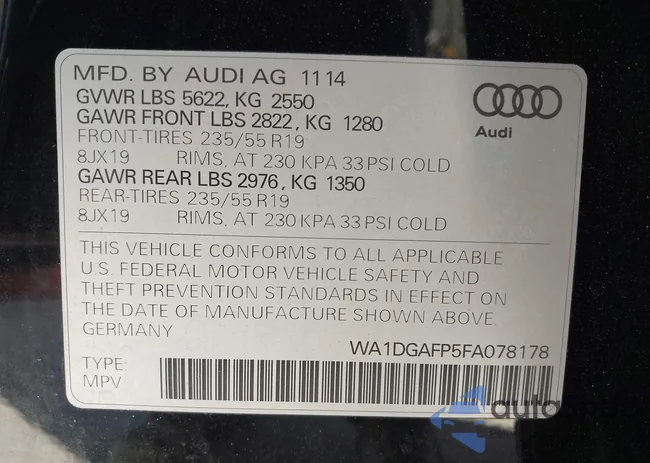 MFD. BY AUDI AG 11 14
GVWR LBS 5622, KG 2550
GAWR FRONT LBS 2822, KG 1280
FRONT-TIRES 235/55 R19
8JX19 RIMS, AT 230 KPA 33 PSI COLD
GAWR REAR LBS 2976, KG 1350
REAR-TIRES 235/55 R19
8JX19 RIMS, AT 230 KPA 33 PSI COLD
Audi
THIS VEHICLE CONFORMS TO ALL APPLICABLE
U.S. FEDERAL MOTOR VEHICLE SAFETY AND
THEFT PREVENTION STANDARDS IN EFFECT ON
THE DATE OF MANUFACTURE SHOWN ABOVE.
GERMANY
WA1DGAFP5FA078178
TYPE:
MPV